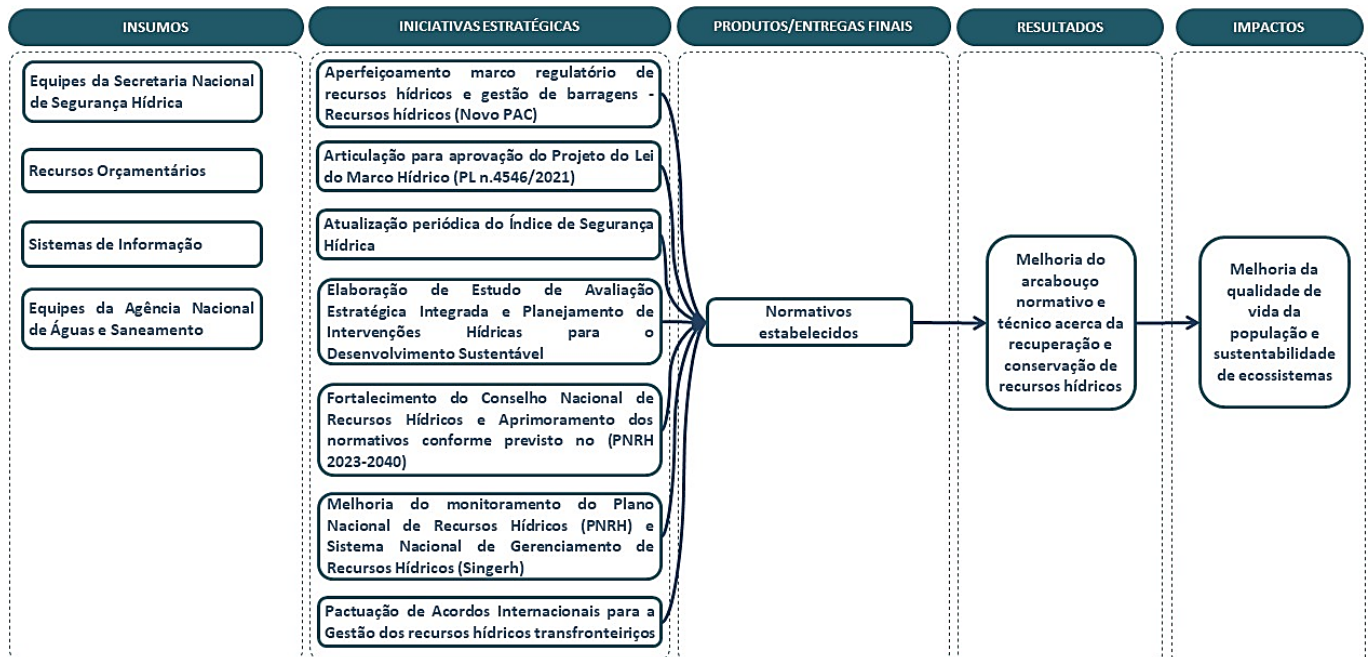 INSUMOS
INICIATIVAS ESTRATÉGICAS
PRODUTOS/ENTREGAS FINAIS
RESULTADOS
IMPACTOS
Equipes da Secretaria Nacional
de Segurança Hídrica
Recursos Orçamentários
Sistemas de Informação
Equipes da Agência Nacional
de Águas e Saneamento
Aperfeiçoamento marco regulatório de
recursos hídricos e gestão de barragens -
Recursos hídricos (Novo PAC)
Articulação para aprovação do Projeto do Lei
do Marco Hídrico (PL n.4546/2021)
Atualização periódica do Índice de Segurança
Hídrica
Elaboração de Estudo de Avaliação
Estratégica Integrada e Planejamento de
Intervenções Hídricas para o
Desenvolvimento Sustentável
Fortalecimento do Conselho Nacional de
Recursos Hídricos e Aprimoramento dos
normativos conforme previsto no (PNRH
2023-2040)
Melhoria do monitoramento do Plano
Nacional de Recursos Hídricos (PNRH) e
Sistema Nacional de Gerenciamento de
Recursos Hídricos (Singerh)
Pactuação de Acordos Internacionais para a
Gestão dos recursos hídricos transfronteiriços
Normativos
estabelecidos
Melhoria do
arcabouço
normativo e
técnico acerca da
recuperação e
conservação de
recursos hídricos
Melhoria da
qualidade de
vida da
população e
sustentabilidade
de ecossistemas